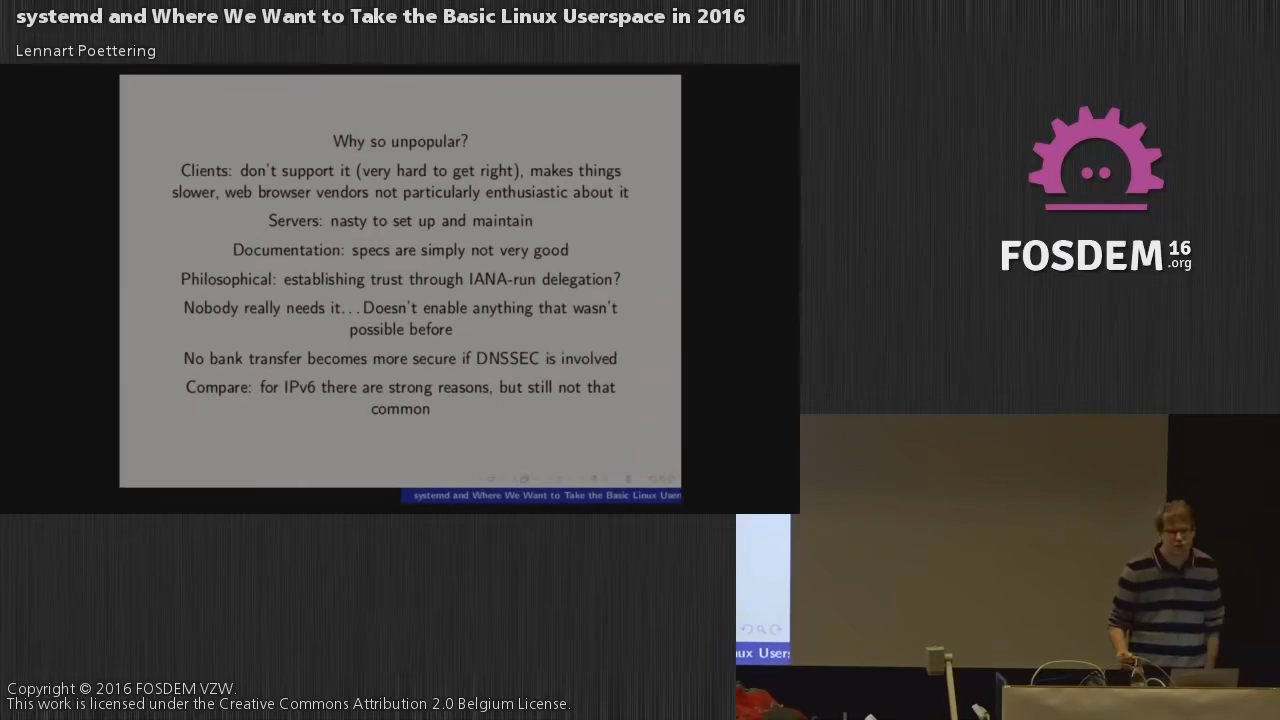 systemd and Where We Want to Take the Basic Linux Userspace in 2016
Lennart Poettering
Why so unpopular?
Clients: don't support it (very hard to get right), makes things
slower, web browser vendors not particularly enthusiastic about it
Servers: nasty to set up and maintain
Documentation: specs are simply not very good
Philosophical: establishing trust through IANA-run delegation?
Nobody really needs it...Doesn't enable anything that wasn't
possible before
No bank transfer becomes more secure if DNSSEC is involved
Compare: for IPv6 there are strong reasons, but still not that
common
systemd and Where We Want to Take the Basic Linux User
FOSDEM 16
.org
ux User
Copyright © 2016 FOSDEM VZW.
This work is licensed under the Creative Commons Attribution 2.0 Belgium License.